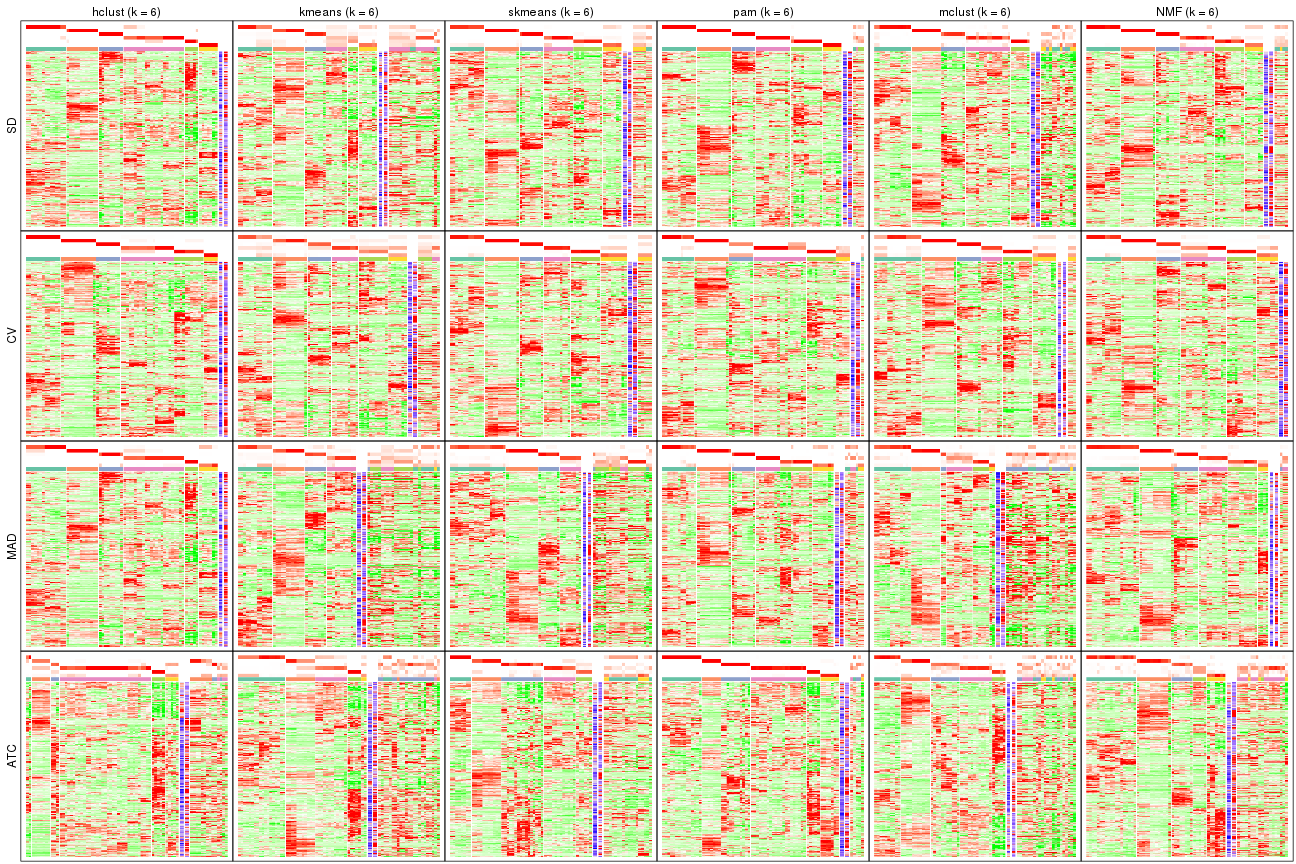 hclust (k = 6)
kmeans (k = 6)
skmeans (k = 6)
pam (k = 6)
mclust (k = 6)
NMF (k = 6)
SD
CV
MAD
ATC